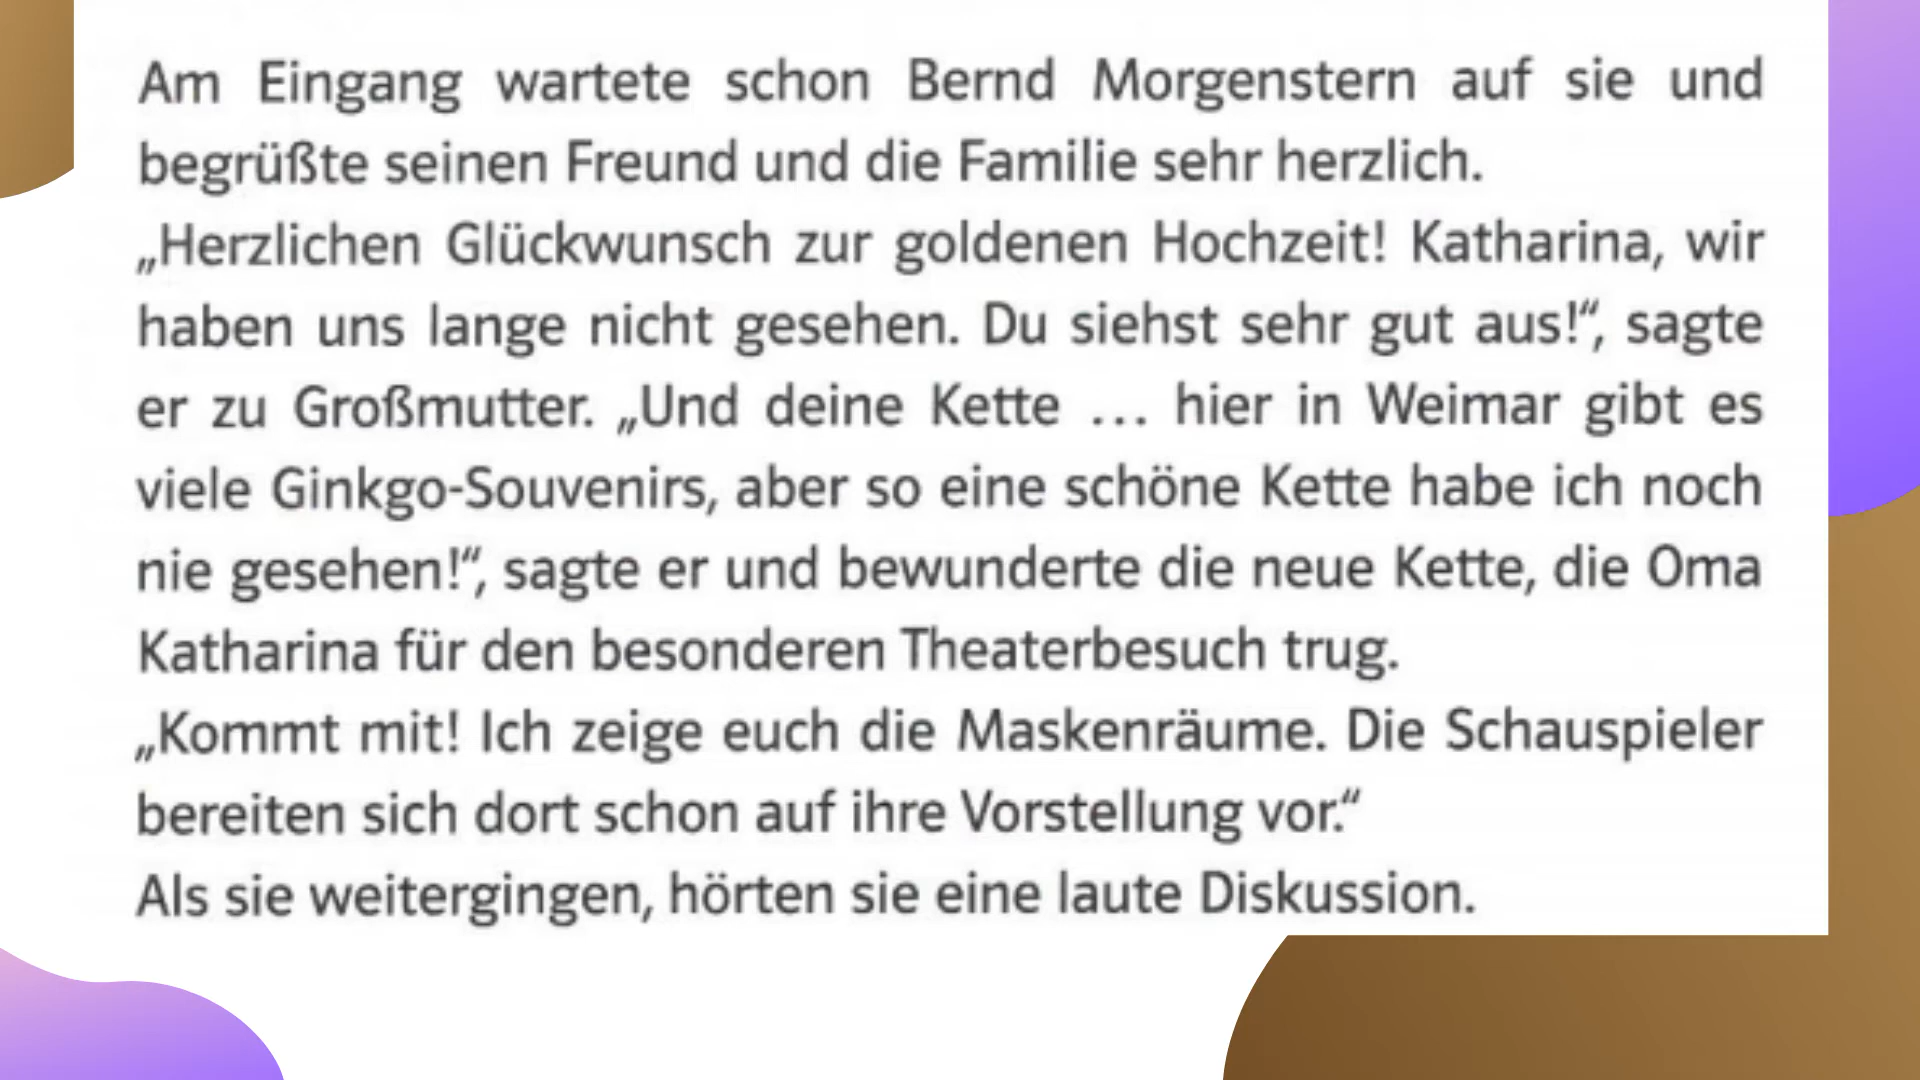 Am Eingang wartete schon Bernd Morgenstern auf sie und
begrüßte seinen Freund und die Familie sehr herzlich.
„Herzlichen Glückwunsch zur goldenen Hochzeit! Katharina, wir
haben uns lange nicht gesehen. Du siehst sehr gut aus!“, sagte
er zu Großmutter. „Und deine Kette … hier in Weimar gibt es
viele Ginkgo-Souvenirs, aber so eine schöne Kette habe ich noch
nie gesehen!“, sagte er und bewunderte die neue Kette, die Oma
Katharina für den besonderen Theaterbesuch trug.
„Kommt mit! Ich zeige euch die Maskenräume. Die Schauspieler
bereiten sich dort schon auf ihre Vorstellung vor.“
Als sie weitergingen, hörten sie eine laute Diskussion.